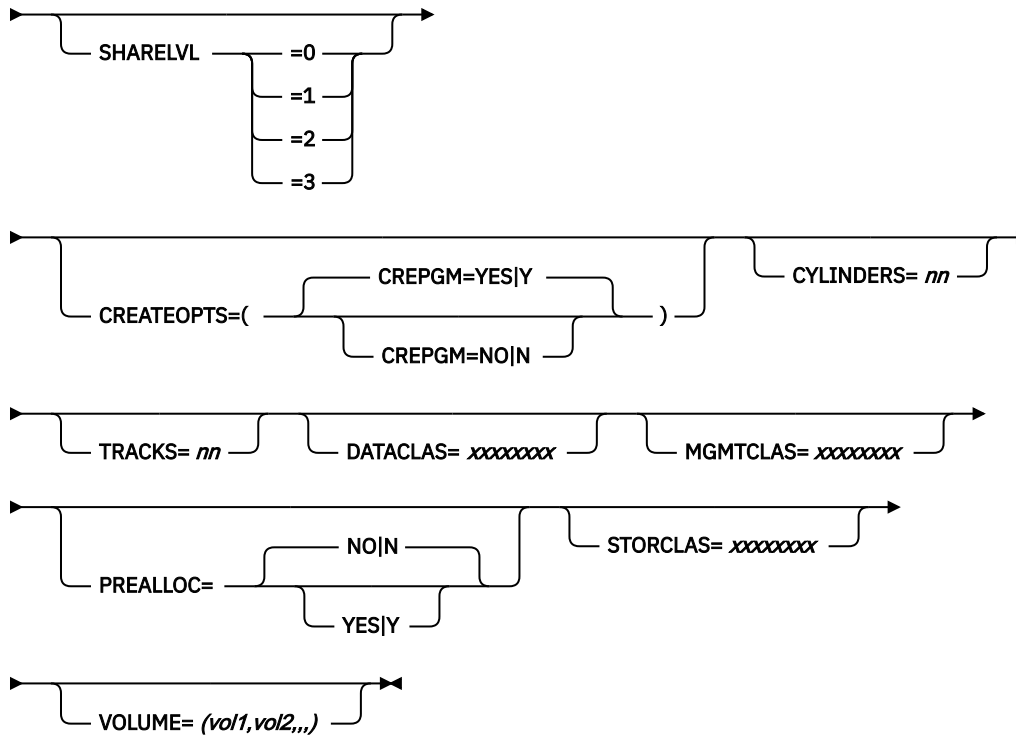 SHARELVL =0
=1
=2
=3
CREPGM=YES|Y
CYLINDERS= nn
CREATEOPTS=( )
CREPGM=NO|N
TRACKS= nn DATACLAS= xxxxxxxx MGMTCLAS= xxxxxxxx
NO|N
STORCLAS= xxxxxxxx
PREALLOC=
YES|Y
VOLUME= (vol1,vol2,,,)